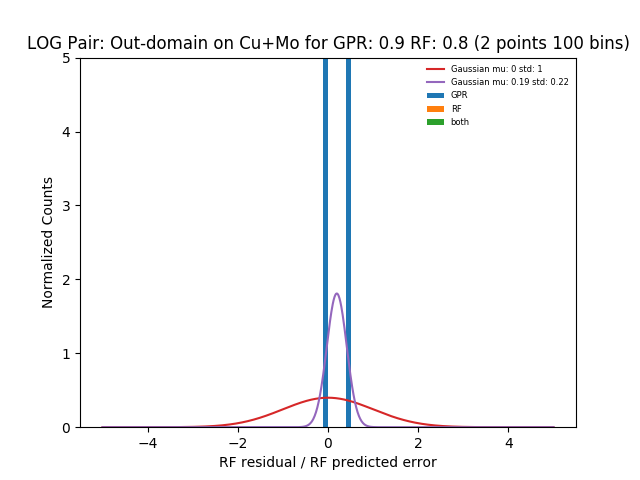 LOG Pair: Out-domain on Cu+Mo for GPR: 0.9 RF: 0.8 (2 points 100 bins)
Gaussian mu: 0 std: 1
Gaussian mu: 0.19 std: 0.22
GPR
RF
both
Normalized Counts
5
4
3
2
1
0
−4
−2
0
2
4
RF residual / RF predicted error